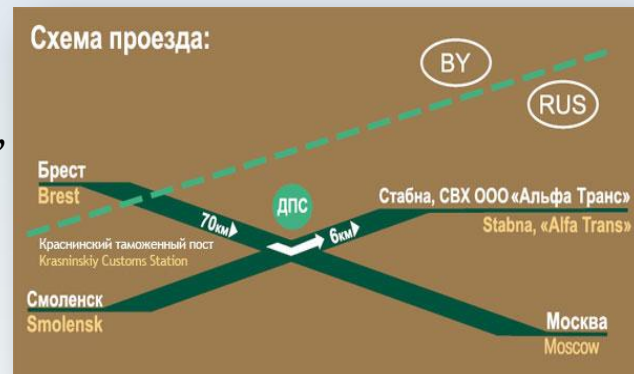 Схема проезда:
BY
RUS
,
Брест
Brest
ДПС
Стабна, СВХ ООО «Альфа Транс»
Stabna, «Alfa Trans»
70км
6км
Краснинский таможенный пост
Krasninskiy Customs Station
Смоленск
Smolensk
Москва
Moscow